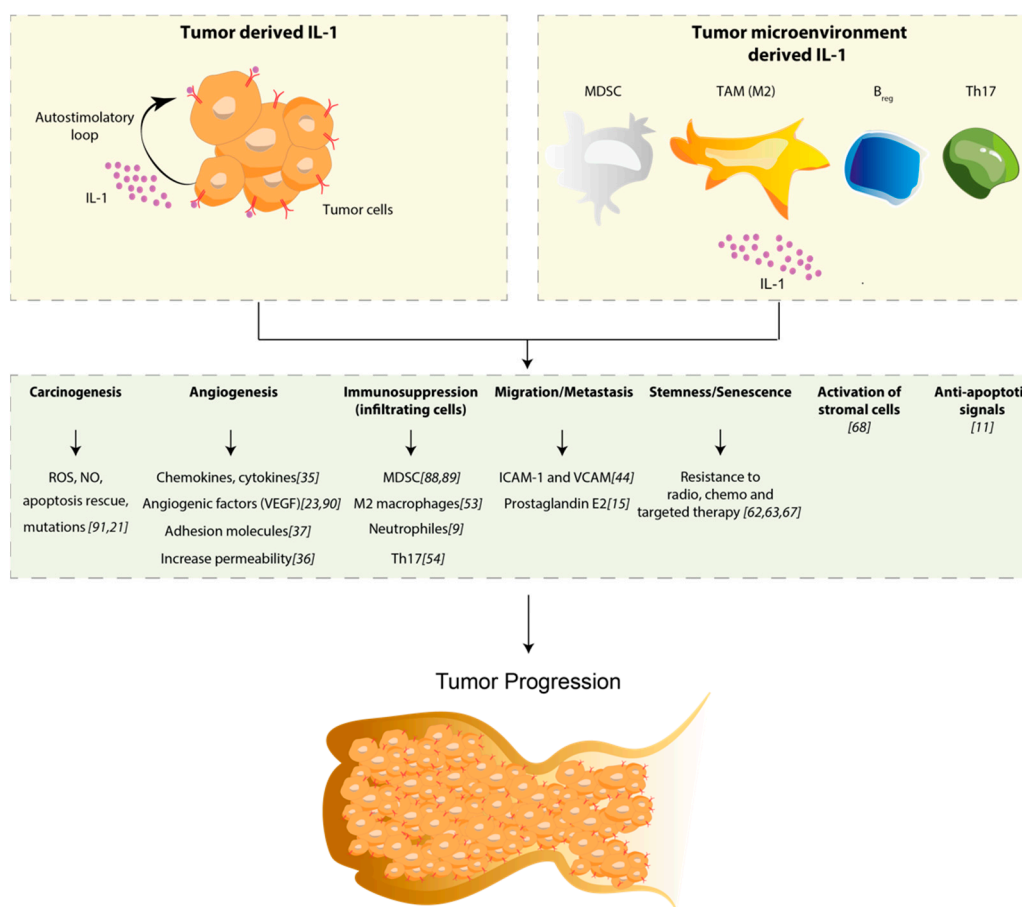 Tumor derived IL-1
Autostimolatory
loop
IL-1
Tumor cells
Tumor microenvironment
derived IL-1
MDSC
TAM (M2)
Breg
Th17
IL-1
Carcinogenesis
ROS, NO,
apoptosis rescue,
mutations [91,21]
Angiogenesis
Chemokines, cytokines[35]
Angiogenic factors (VEGF)[23,90]
Adhesion molecules[37]
Increase permeability[36]
Immunosuppression
(infiltrating cells)
MDSC[88,89]
M2 macrophages[53]
Neutrophiles[9]
Th17[54]
Migration/Metastasis
ICAM-1 and VCAM[44]
Prostaglandin E2[15]
Stemness/Senescence
Resistance to
radio, chemo and
targeted therapy [62,63,67]
Activation of
stromal cells
[68]
Anti-apoptoti
signals
[11]
Tumor Progression